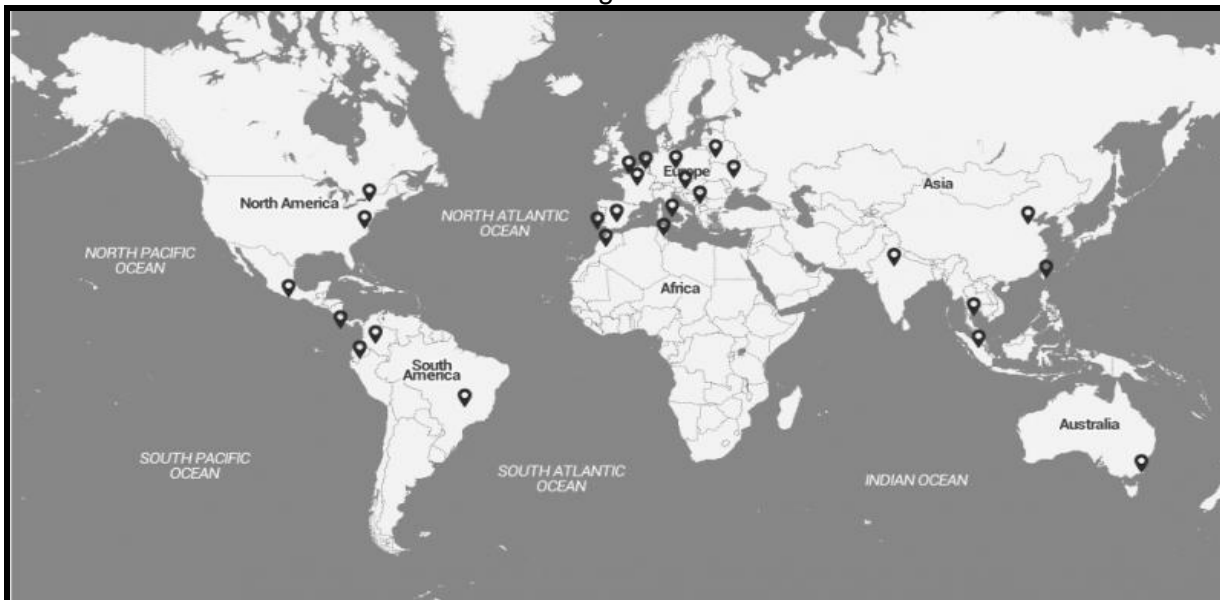 Europe
Asia
North America
NORTH ATLANTIC
OCEAN
NORTH PACIFIC
OCEAN
Africa
South
America
Australia
SOUTH PACIFIC
OCEAN
SOUTH ATLANTIC
OCEAN
INDIAN OCEAN